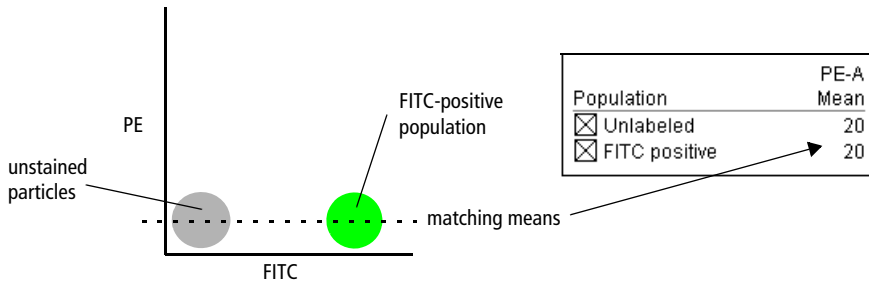 PE
unstained
particles
FITC-positive
population
matching means
FITC
PE-A
Population Mean
Unlabeled 20
FITC positive 20